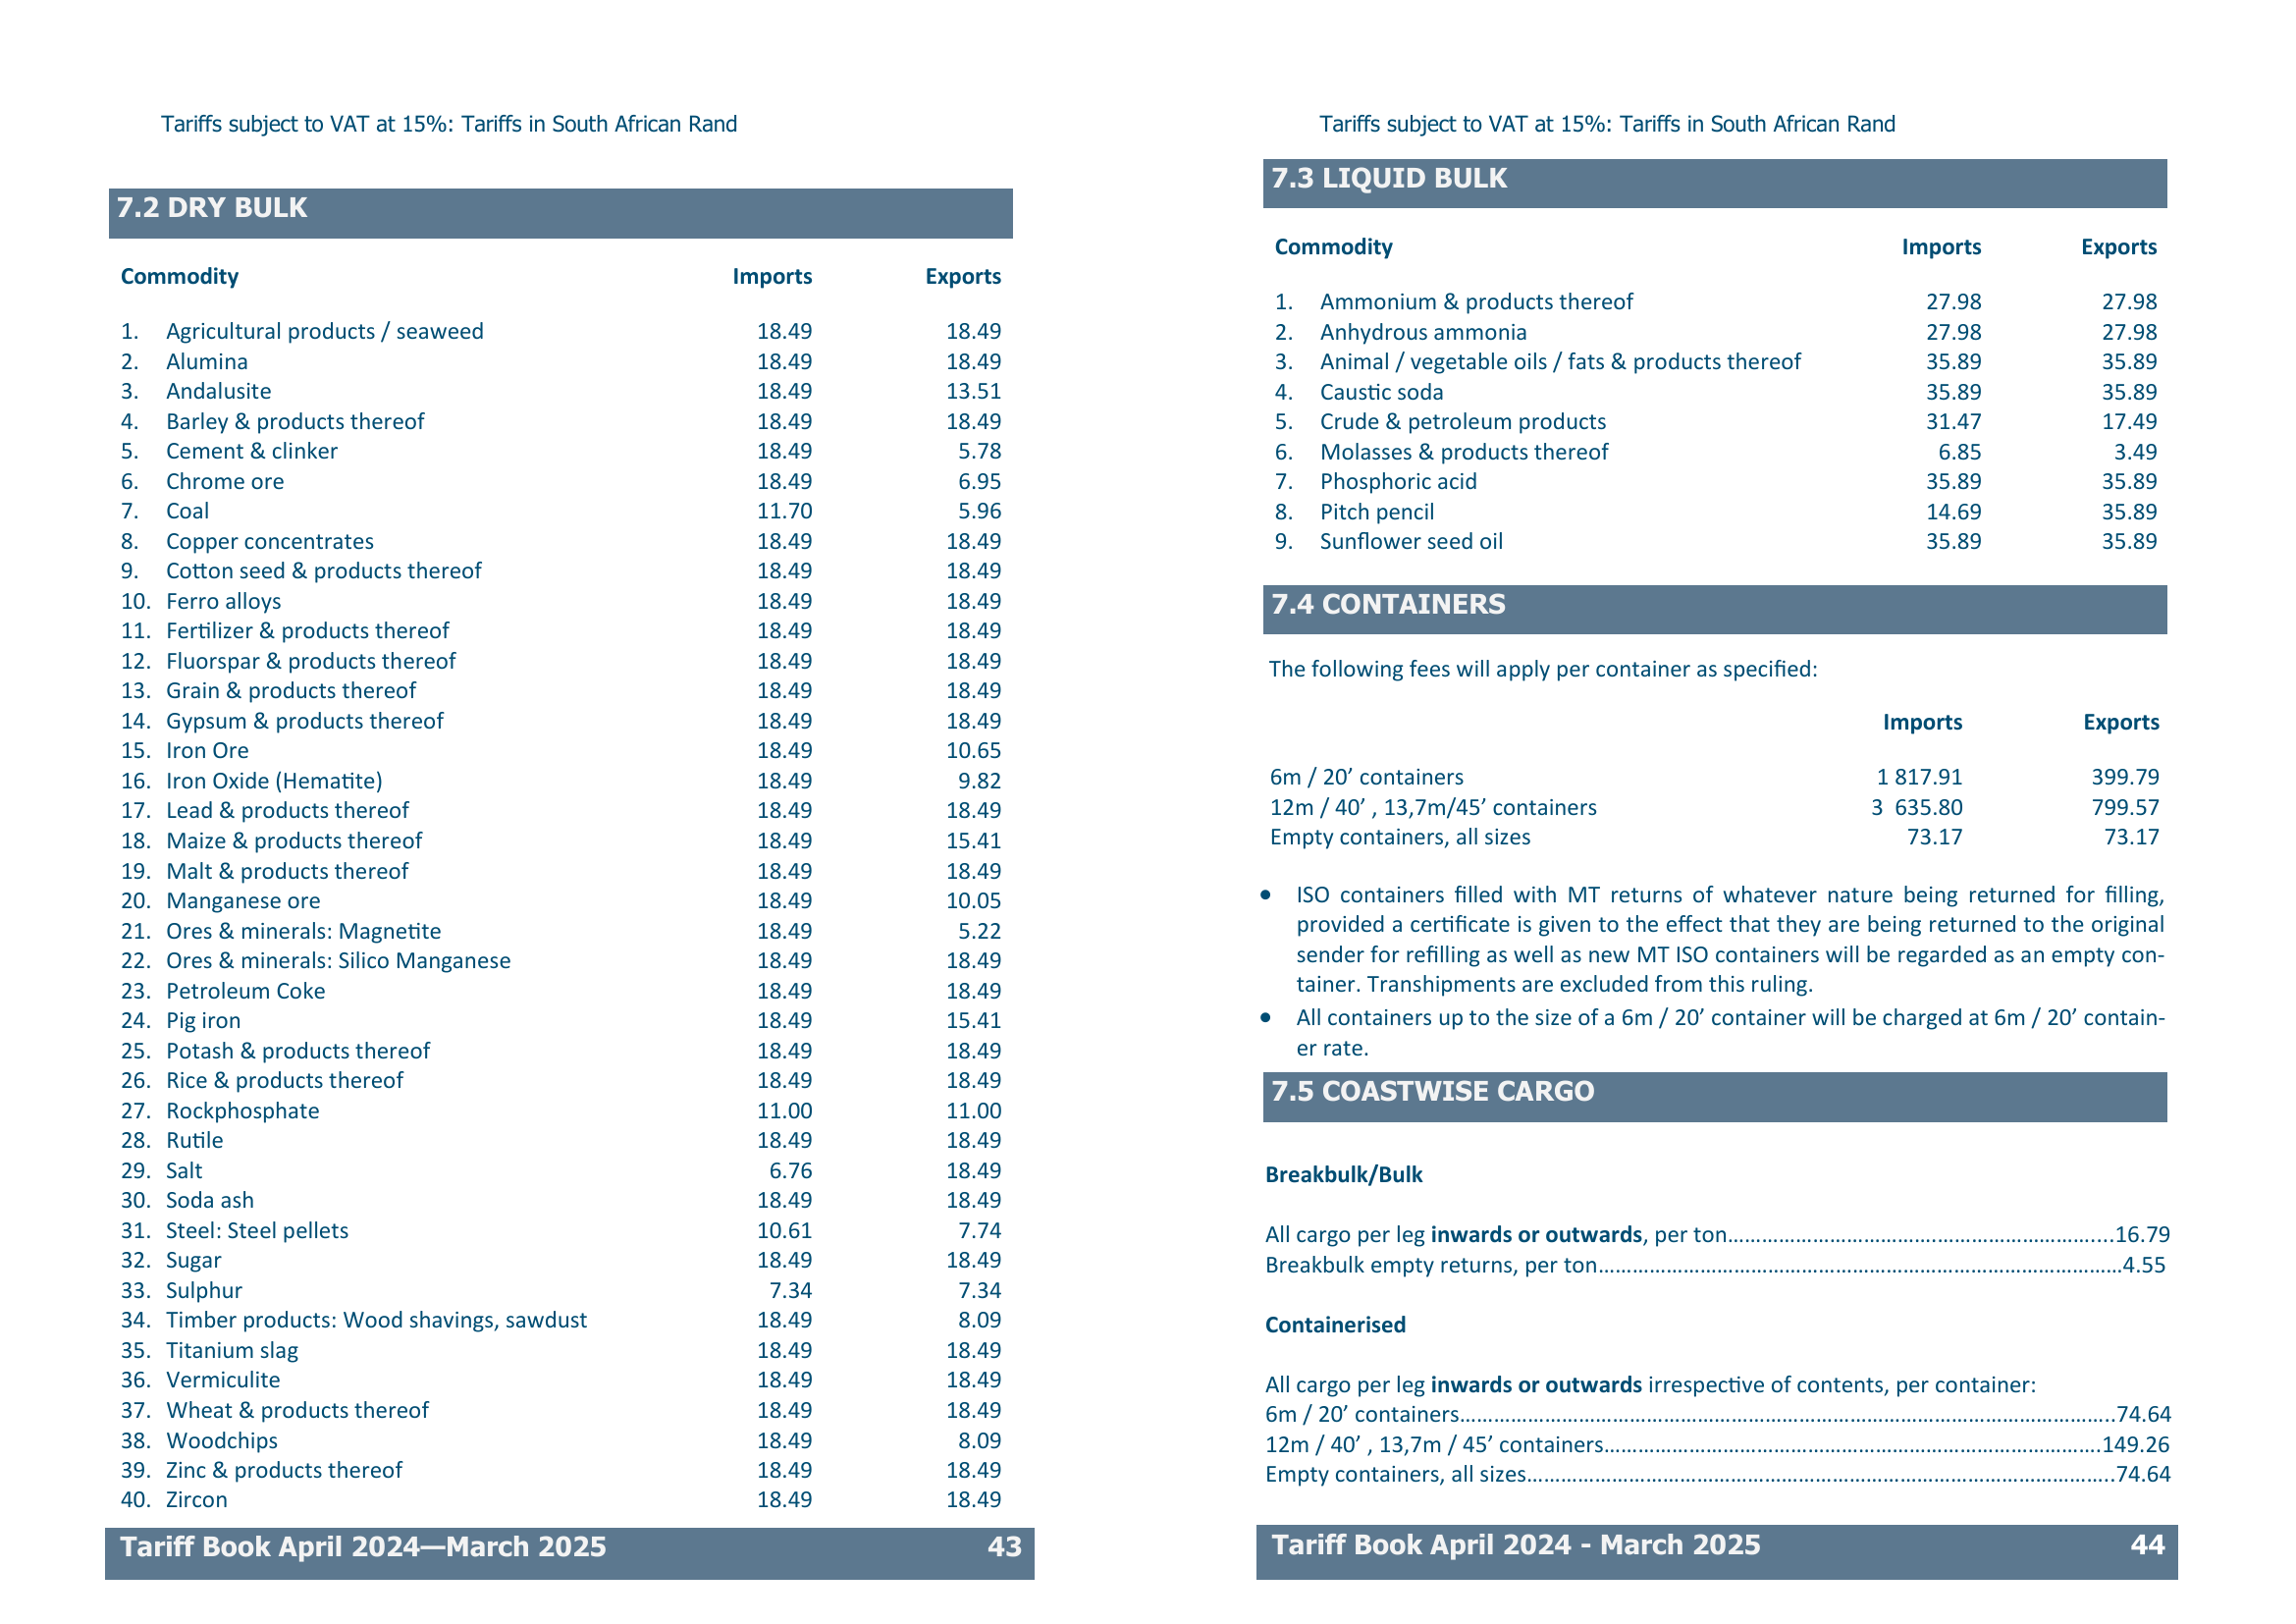 Tariffs subject to VAT at 15%: Tariffs in South African Rand
7.2 DRY BULK
Commodity Imports Exports
1. Agricultural products / seaweed 18.49 18.49
2. Alumina 18.49 18.49
3. Andalusite 18.49 13.51
4. Barley & products thereof 18.49 18.49
5. Cement & clinker 18.49 5.78
6. Chrome ore 18.49 6.95
7. Coal 11.70 5.96
8. Copper concentrates 18.49 18.49
9. Cotton seed & products thereof 18.49 18.49
10. Ferro alloys 18.49 18.49
11. Fertilizer & products thereof 18.49 18.49
12. Fluorspar & products thereof 18.49 18.49
13. Grain & products thereof 18.49 18.49
14. Gypsum & products thereof 18.49 18.49
15. Iron Ore 18.49 10.65
16. Iron Oxide (Hematite) 18.49 9.82
17. Lead & products thereof 18.49 18.49
18. Maize & products thereof 18.49 15.41
19. Malt & products thereof 18.49 18.49
20. Manganese ore 18.49 10.05
21. Ores & minerals: Magnetite 18.49 5.22
22. Ores & minerals: Silico Manganese 18.49 18.49
23. Petroleum Coke 18.49 18.49
24. Pig iron 18.49 15.41
25. Potash & products thereof 18.49 18.49
26. Rice & products thereof 18.49 18.49
27. Rockphosphate 11.00 11.00
28. Rutile 18.49 18.49
29. Salt 6.76 18.49
30. Soda ash 18.49 18.49
31. Steel: Steel pellets 10.61 7.74
32. Sugar 18.49 18.49
33. Sulphur 7.34 7.34
34. Timber products: Wood shavings, sawdust 18.49 8.09
35. Titanium slag 18.49 18.49
36. Vermiculite 18.49 18.49
37. Wheat & products thereof 18.49 18.49
38. Woodchips 18.49 8.09
39. Zinc & products thereof 18.49 18.49
40. Zircon 18.49 18.49
Tariff Book April 2024—March 2025 43
Tariffs subject to VAT at 15%: Tariffs in South African Rand
7.3 LIQUID BULK
Commodity Imports Exports
1. Ammonium & products thereof 27.98 27.98
2. Anhydrous ammonia 27.98 27.98
3. Animal / vegetable oils / fats & products thereof 35.89 35.89
4. Caustic soda 35.89 35.89
5. Crude & petroleum products 31.47 17.49
6. Molasses & products thereof 6.85 3.49
7. Phosphoric acid 35.89 35.89
8. Pitch pencil 14.69 35.89
9. Sunflower seed oil 35.89 35.89
7.4 CONTAINERS
The following fees will apply per container as specified:
Imports Exports
6m / 20’ containers 1 817.91 399.79
12m / 40’ , 13,7m/45’ containers 3 635.80 799.57
Empty containers, all sizes 73.17 73.17
• ISO containers filled with MT returns of whatever nature being returned for filling,
provided a certificate is given to the effect that they are being returned to the original
sender for refilling as well as new MT ISO containers will be regarded as an empty con-
tainer. Transhipments are excluded from this ruling.
• All containers up to the size of a 6m / 20’ container will be charged at 6m / 20’ contain-
er rate.
7.5 COASTWISE CARGO
Breakbulk/Bulk
All cargo per leg inwards or outwards, per ton……………………………………………....16.79
Breakbulk empty returns, per ton…………………………………………………………………4.55
Containerised
All cargo per leg inwards or outwards irrespective of contents, per container:
6m / 20’ containers…………………………………………………………………………………..74.64
12m / 40’ , 13,7m / 45’ containers……………………………………………………………..149.26
Empty containers, all sizes…………………………………………………………………………..74.64
Tariff Book April 2024 - March 2025 44